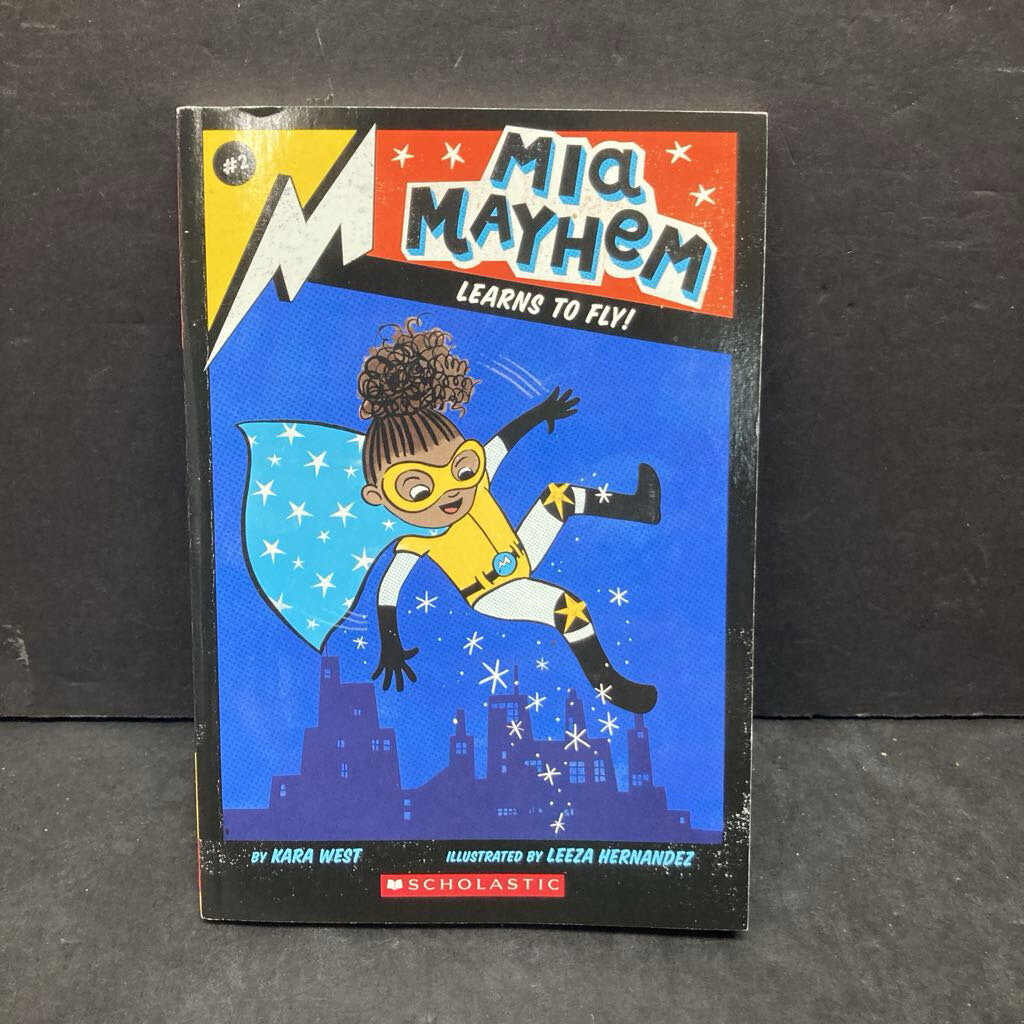 #2
MIa
MAYHeM
LEARNS TO FLY!
BY KARA WEST
ILLUSTRATED BY LEEZA HERNANDEZ
SCHOLASTIC